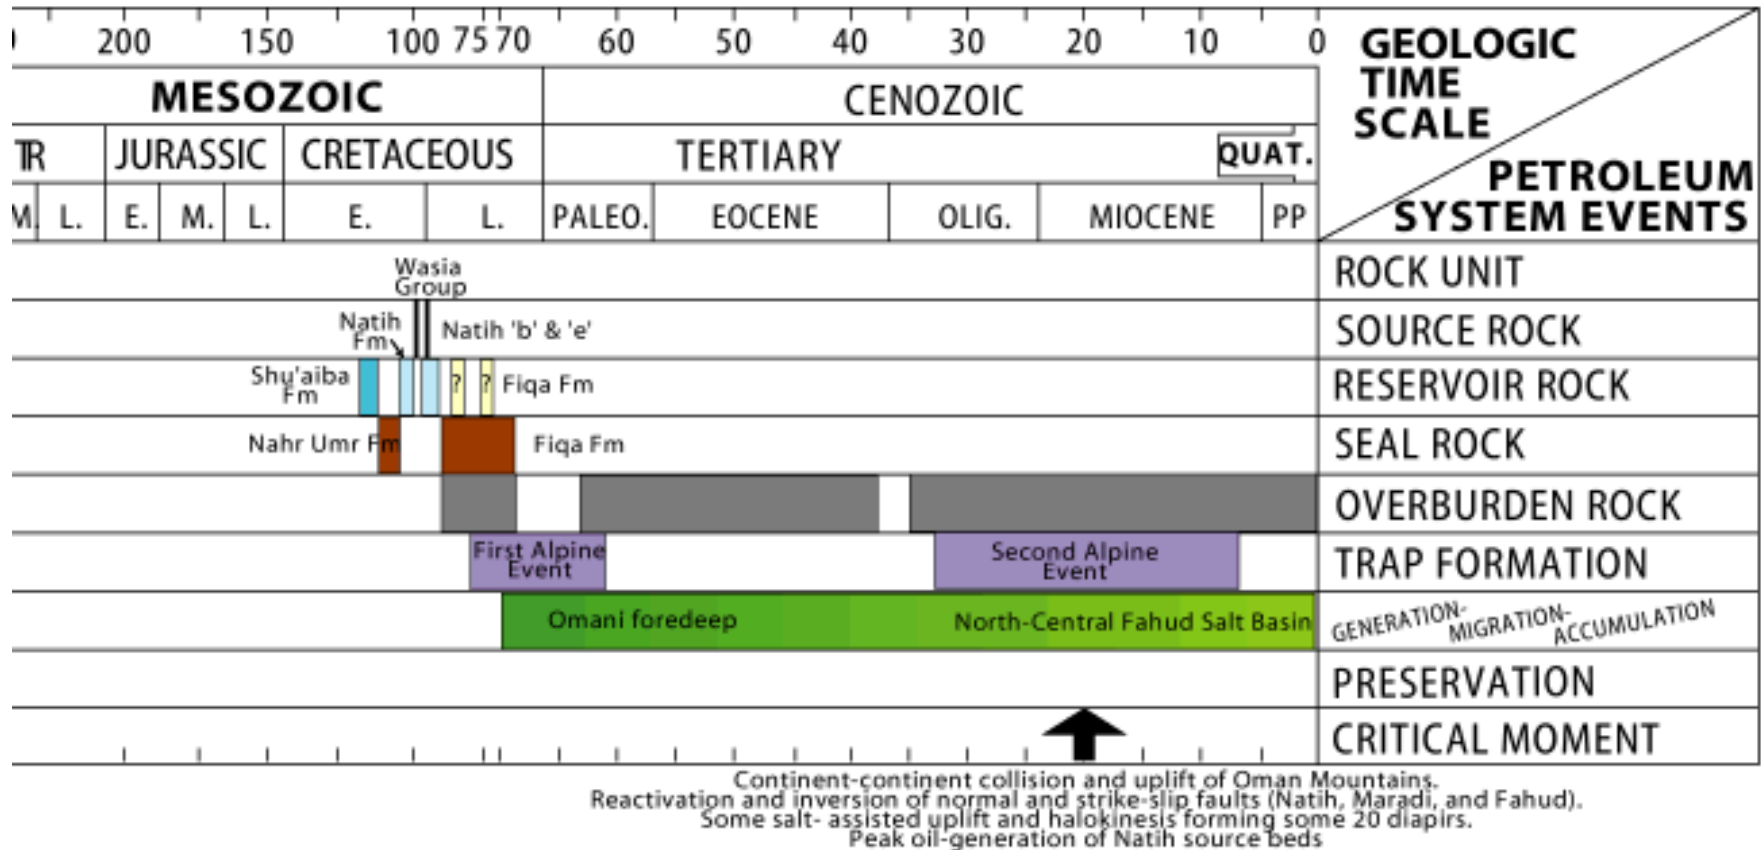 200 150 100 75 70 60 50 40 30 20 10 0
GEOLOGIC
TIME
SCALE
PETROLEUM
SYSTEM EVENTS
MESOZOIC CENOZOIC
TR JURASSIC CRETACEOUS TERTIARY QUAT.
M. L. E. M. L. E. L. PALEO. EOCENE OLIG. MIOCENE PP
Wasia
Group
ROCK UNIT
Natih
Fm
Natih 'b' & 'e'
SOURCE ROCK
Shu'aiba
Fm
? ? Fiqa Fm
RESERVOIR ROCK
Nahr Umr Fm Fiqa Fm
SEAL ROCK
OVERBURDEN ROCK
First Alpine
Event
Second Alpine
Event
TRAP FORMATION
Omani foredeep North-Central Fahud Salt Basin
GENERATION-
MIGRATION-
ACCUMULATION
PRESERVATION
CRITICAL MOMENT
Continent-continent collision and uplift of Oman Mountains.
Reactivation and inversion of normal and strike-slip faults (Natih, Maradi, and Fahud).
Some salt- assisted uplift and halokinesis forming some 20 diapirs.
Peak oil-generation of Natih source beds